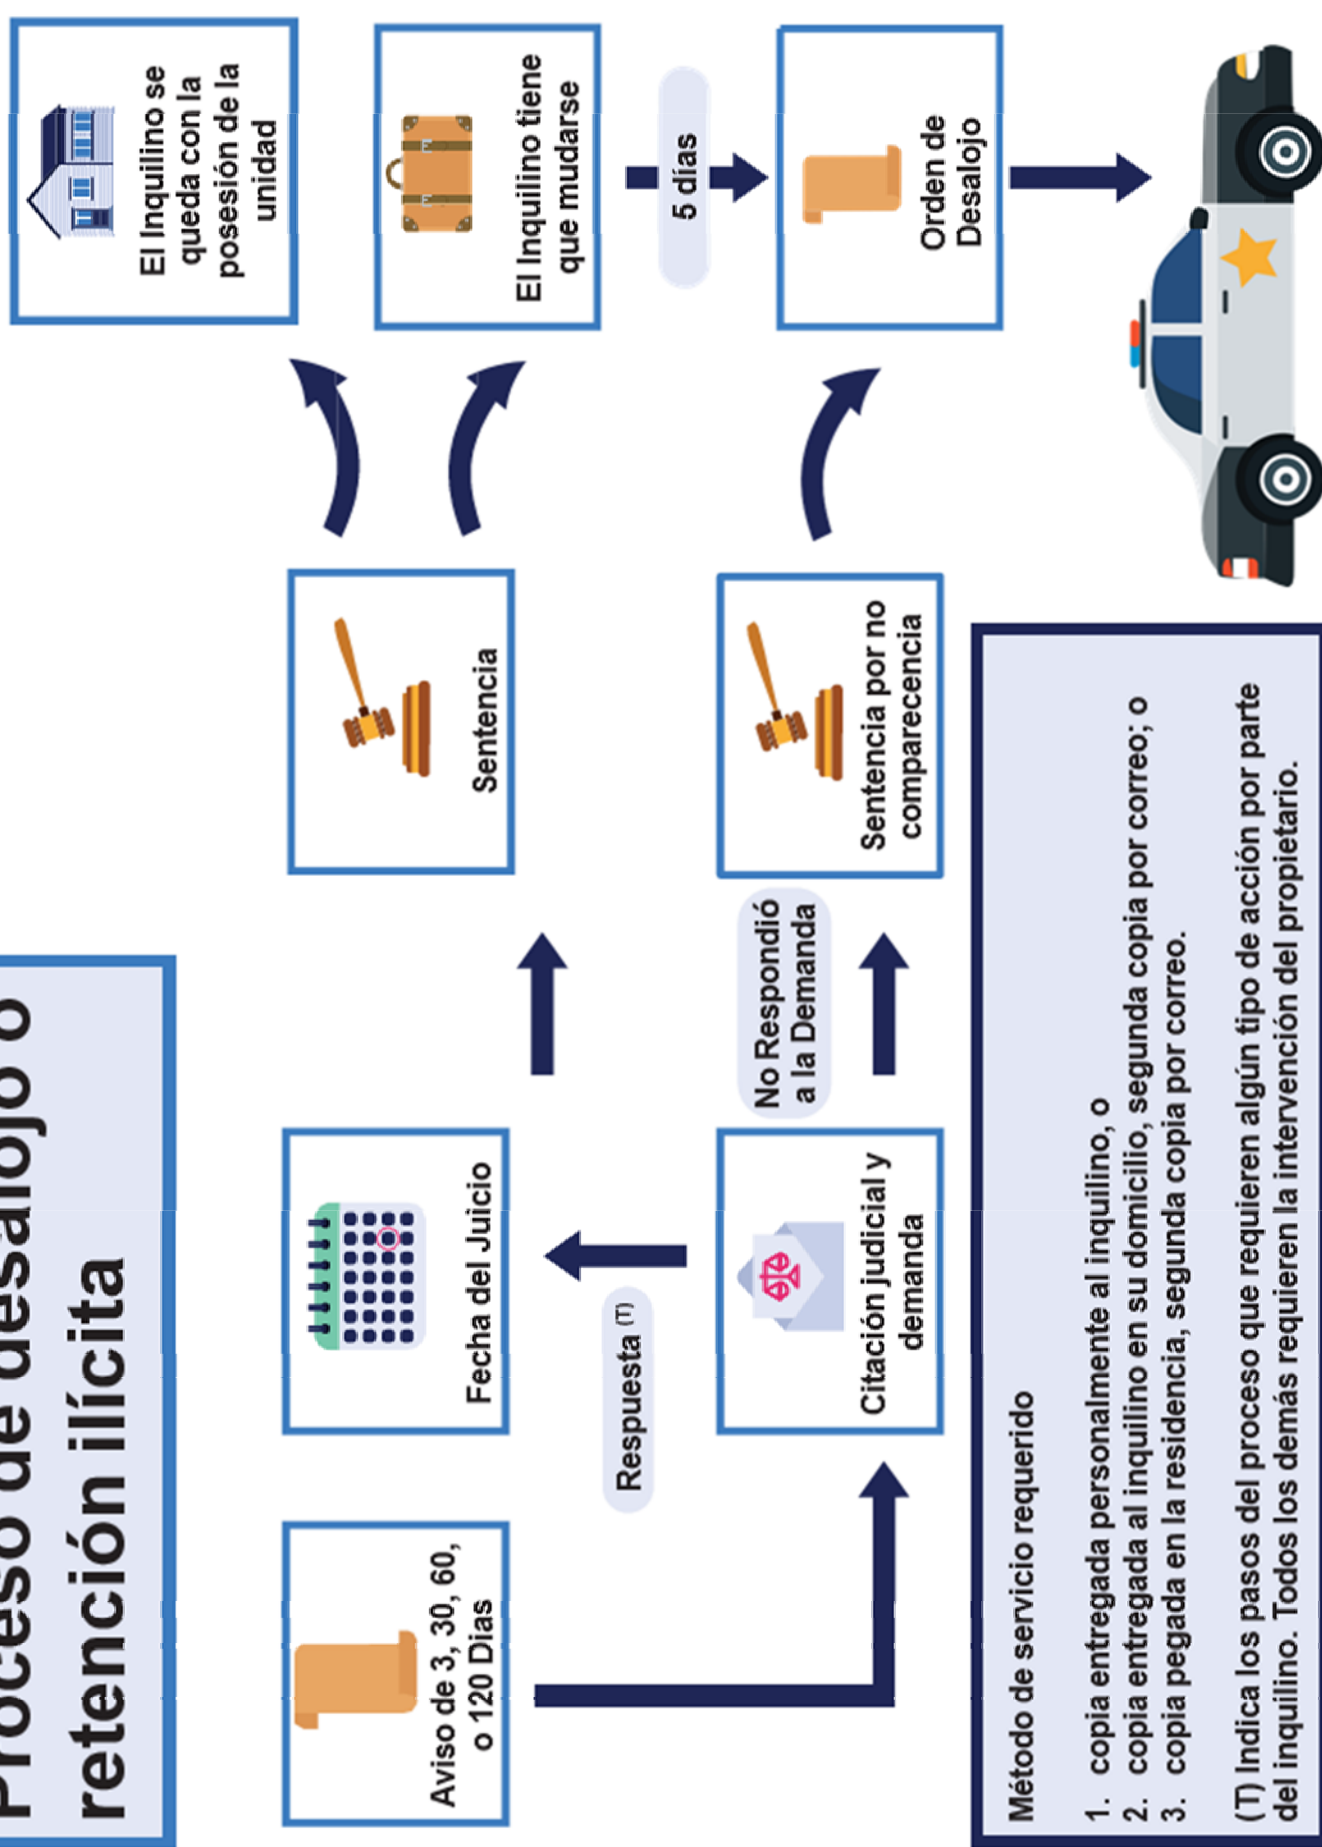 Proceso de desalojo o
retención ilícita
Aviso de 3, 30, 60,
o 120 Dias
Citación judicial y
demanda
Respuesta (T)
Fecha del Juicio
No Respondió
a la Demanda
Sentencia
Sentencia por no
comparecencia
El Inquilino se
queda con la
posesión de la
unidad
El Inquilino tiene
que mudarse
5 días
Orden de
Desalojo
Método de servicio requerido
1. copia entregada personalmente al inquilino, o
2. copia entregada al inquilino en su domicilio, segunda copia por correo; o
3. copia pegada en la residencia, segunda copia por correo.
(T) Indica los pasos del proceso que requieren algún tipo de acción por parte
del inquilino. Todos los demás requieren la intervención del propietario.